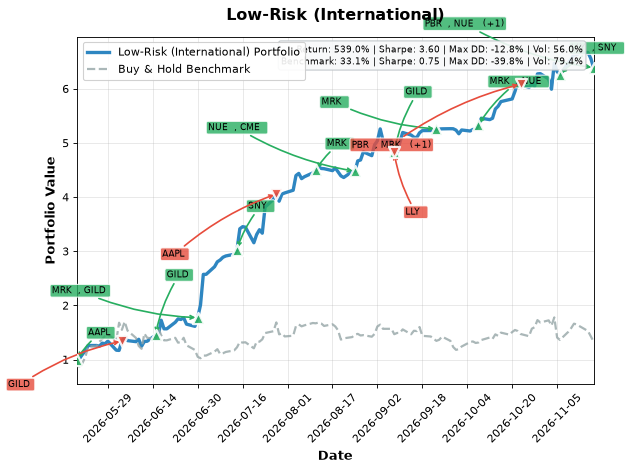 Low-Risk (International)
PBR , NUE (+1)
Low-Risk (International) Portfolio
Buy & Hold Benchmark
eturn: 539.0% | Sharpe: 3.60 | Max DD: -12.8% | Vol: 56.0%
Benchmark: 33.1% | Sharpe: 0.75 | Max DD: -39.8% | Vol: 79.4%
, SNY
MRK , NUE
GILD
MRK
NUE , CME
MRK
PBR , MRK (+1)
SNY
LLY
AAPL
GILD
MRK , GILD
AAPL
GILD
Portfolio Value
6
5
4
3
2
1
2026-05-29
2026-06-14
2026-06-30
2026-07-16
2026-08-01
2026-08-17
2026-09-02
2026-09-18
2026-10-04
2026-10-20
2026-11-05
Date